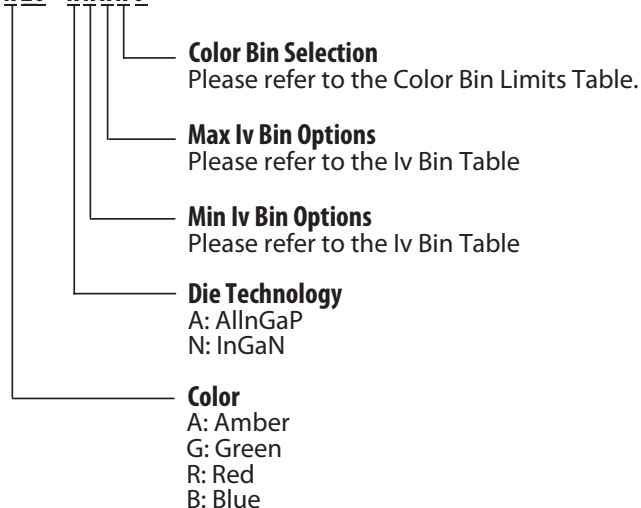 Color Bin Selection
Please refer to the Color Bin Limits Table.
Max Iv Bin Options
Please refer to the Iv Bin Table
Min Iv Bin Options
Please refer to the Iv Bin Table
Die Technology
A: AlInGaP
N: InGaN
Color
A: Amber
G: Green
R: Red
B: Blue